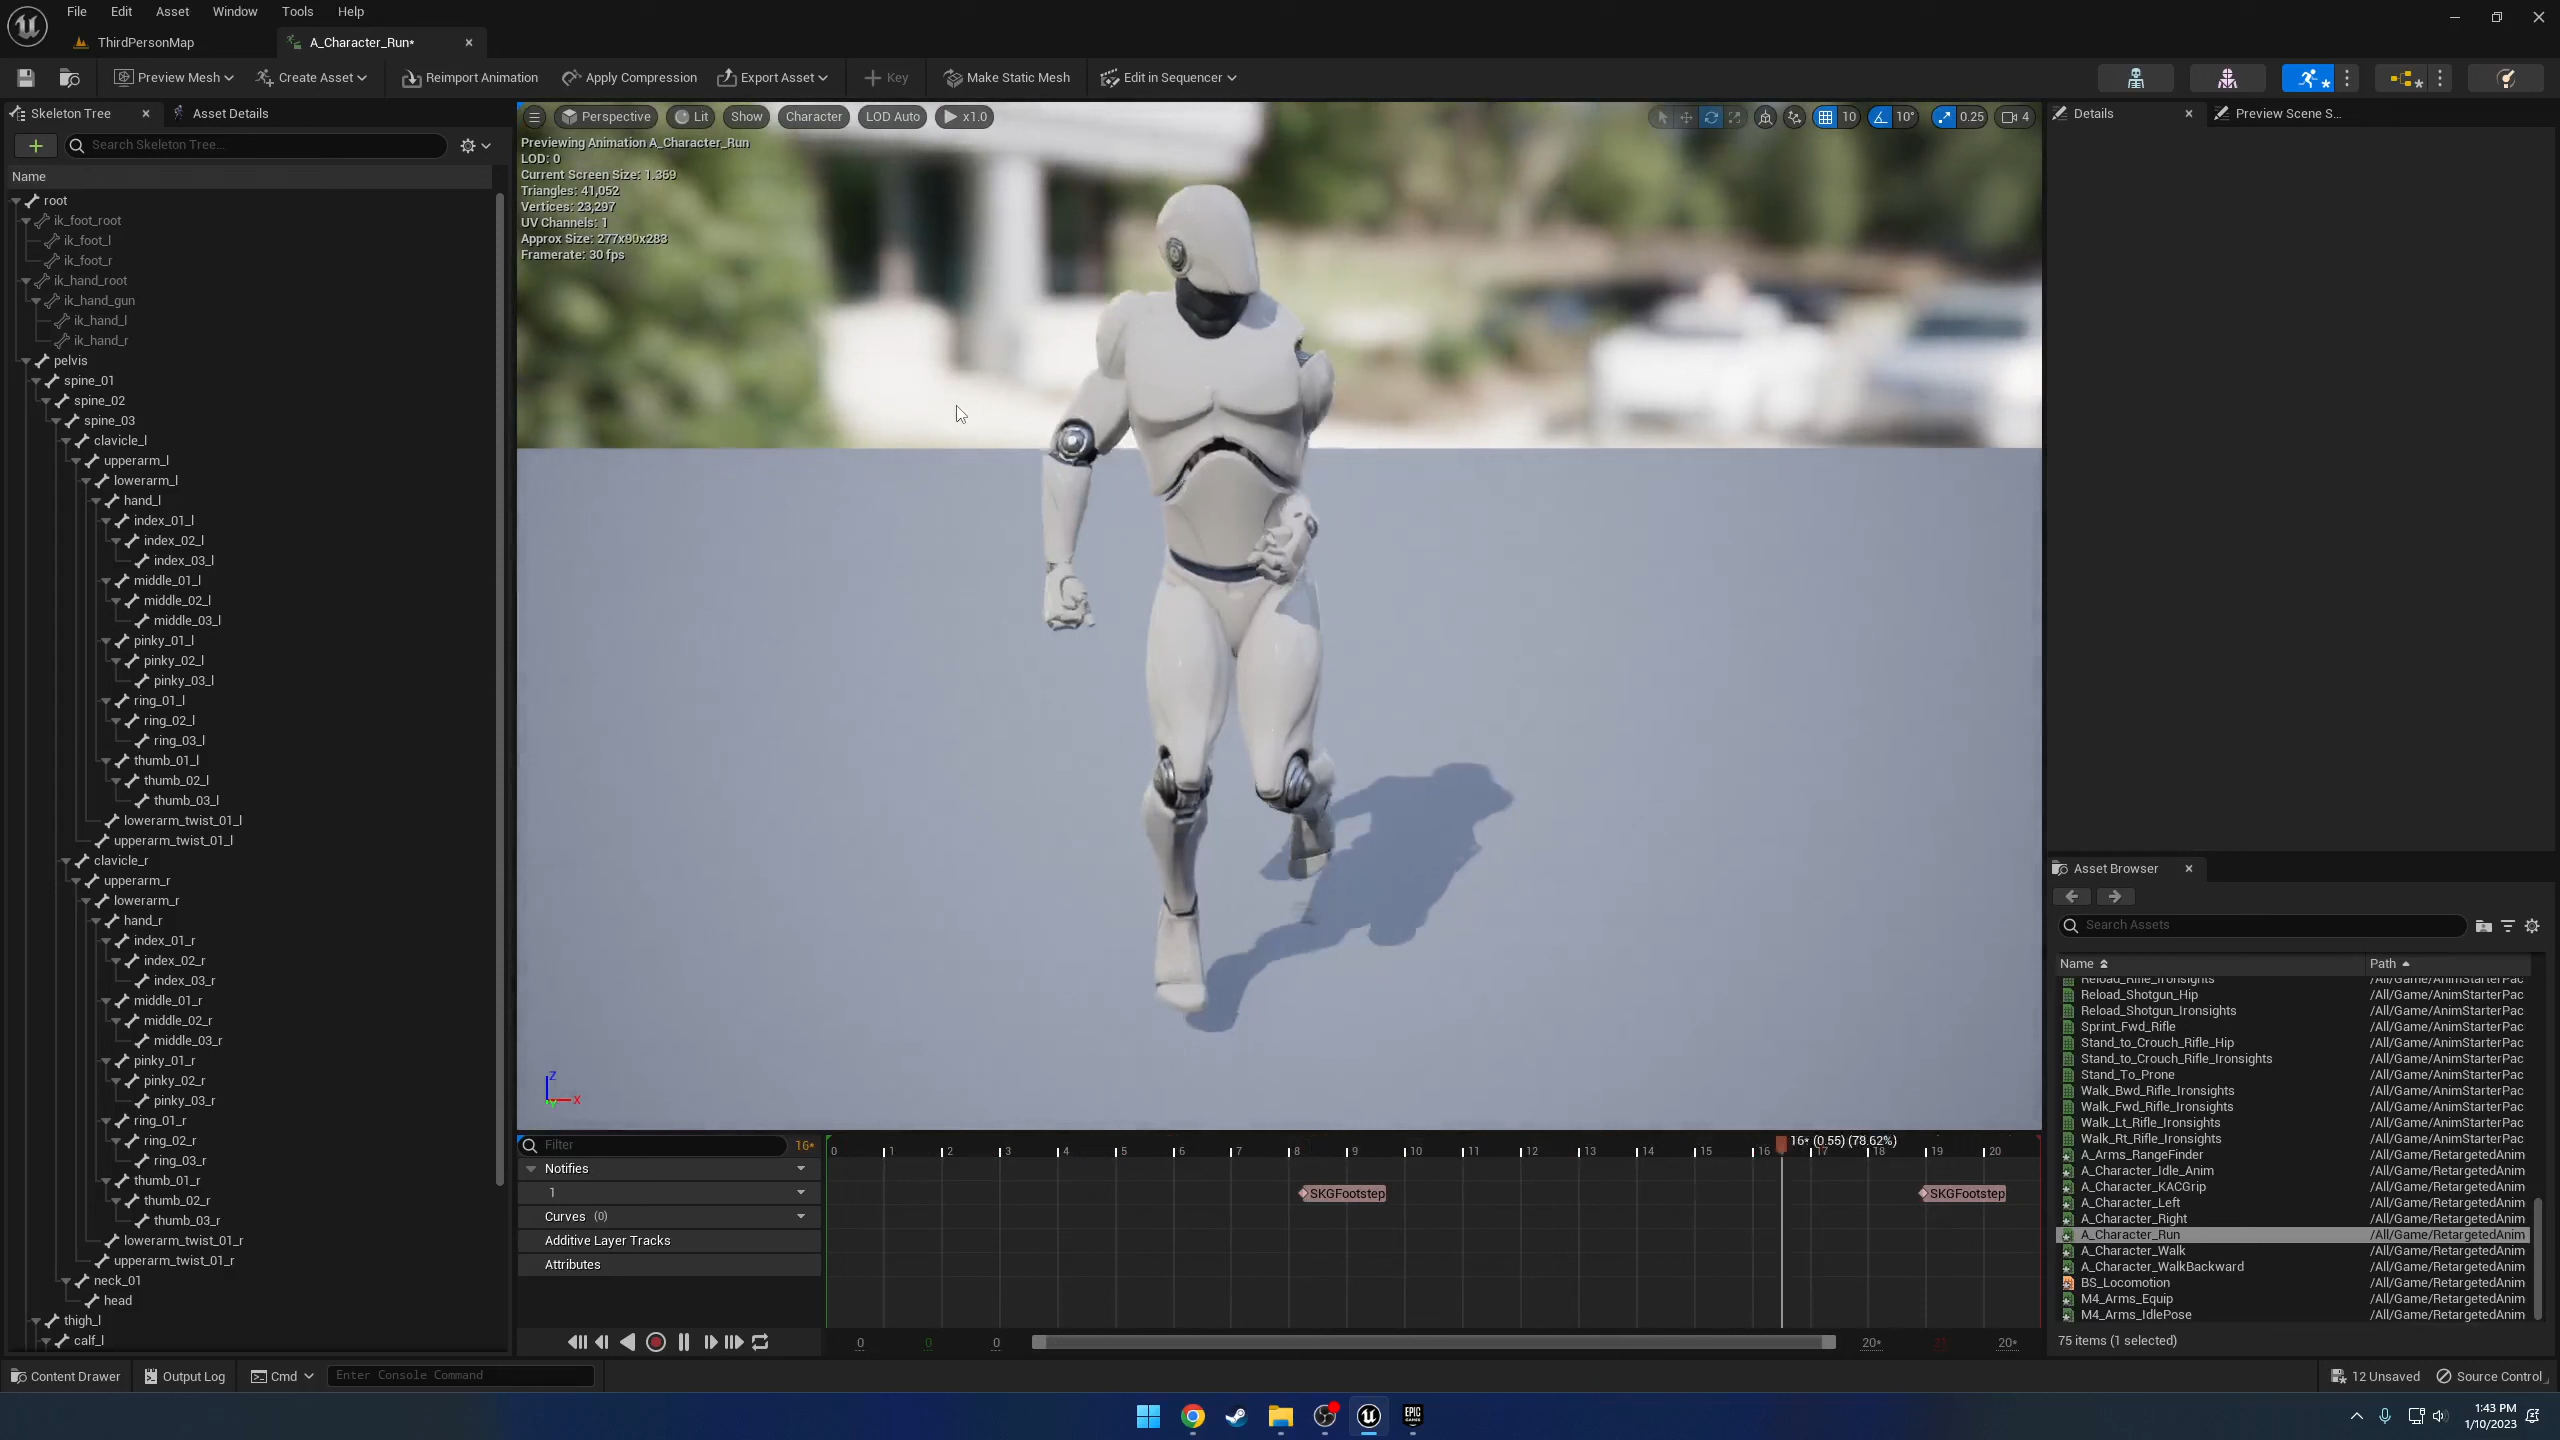 File Edit Asset Window Tools Help
ThirdPersonMap
A_Character_Run*
Preview Mesh
Create Asset
Reimport Animation
Apply Compression
Export Asset
Key
Make Static Mesh
Edit in Sequencer
Skeleton Tree
Asset Details
Search Skeleton Tree...
Name
root
ik_foot_root
ik_foot_l
ik_foot_r
ik_hand_root
ik_hand_gun
ik_hand_l
ik_hand_r
pelvis
spine_01
spine_02
spine_03
clavicle_l
upperarm_l
lowerarm_l
hand_l
index_01_l
index_02_l
index_03_l
middle_01_l
middle_02_l
middle_03_l
pinky_01_l
pinky_02_l
pinky_03_l
ring_01_l
ring_02_l
ring_03_l
thumb_01_l
thumb_02_l
thumb_03_l
lowerarm_twist_01_l
upperarm_twist_01_l
clavicle_r
upperarm_r
lowerarm_r
hand_r
index_01_r
index_02_r
index_03_r
middle_01_r
middle_02_r
middle_03_r
pinky_01_r
pinky_02_r
pinky_03_r
ring_01_r
ring_02_r
ring_03_r
thumb_01_r
thumb_02_r
thumb_03_r
lowerarm_twist_01_r
upperarm_twist_01_r
neck_01
head
thigh_l
calf_l
Perspective Lit Show Character LOD Auto x1.0
10 10° 0.25 4
Previewing Animation A_Character_Run
LOD: 0
Current Screen Size: 1.369
Triangles: 41,052
Vertices: 23,297
UV Channels: 1
Approx Size: 277x90x283
Framerate: 30 fps
Z
X
Filter 16*
0 1 2 3 4 5 6 7 8 9 10 11 12 13 14 15 16 17 18 19 20
16* (0.55) (78.62%)
Notifies
1
SKGFootstep
SKGFootstep
Curves (0)
Additive Layer Tracks
Attributes
0 0 0 20* 20*
Details
Preview Scene S...
Asset Browser
Search Assets
Name Path
Reload_Rifle_Ironsights /All/Game/AnimStarterPac
Reload_Shotgun_Hip /All/Game/AnimStarterPac
Reload_Shotgun_Ironsights /All/Game/AnimStarterPac
Sprint_Fwd_Rifle /All/Game/AnimStarterPac
Stand_to_Crouch_Rifle_Hip /All/Game/AnimStarterPac
Stand_to_Crouch_Rifle_Ironsights /All/Game/AnimStarterPac
Stand_To_Prone /All/Game/AnimStarterPac
Walk_Bwd_Rifle_Ironsights /All/Game/AnimStarterPac
Walk_Fwd_Rifle_Ironsights /All/Game/AnimStarterPac
Walk_Lt_Rifle_Ironsights /All/Game/AnimStarterPac
Walk_Rt_Rifle_Ironsights /All/Game/AnimStarterPac
A_Arms_RangeFinder /All/Game/RetargetedAnim
A_Character_Idle_Anim /All/Game/RetargetedAnim
A_Character_KACGrip /All/Game/RetargetedAnim
A_Character_Left /All/Game/RetargetedAnim
A_Character_Right /All/Game/RetargetedAnim
A_Character_Run /All/Game/RetargetedAnim
A_Character_Walk /All/Game/RetargetedAnim
A_Character_WalkBackward /All/Game/RetargetedAnim
BS_Locomotion /All/Game/RetargetedAnim
M4_Arms_Equip /All/Game/RetargetedAnim
M4_Arms_IdlePose /All/Game/RetargetedAnim
75 items (1 selected)
Content Drawer
Output Log
Cmd
Enter Console Command
12 Unsaved
Source Control
EPIC
GAMES
1:43 PM
1/10/2023